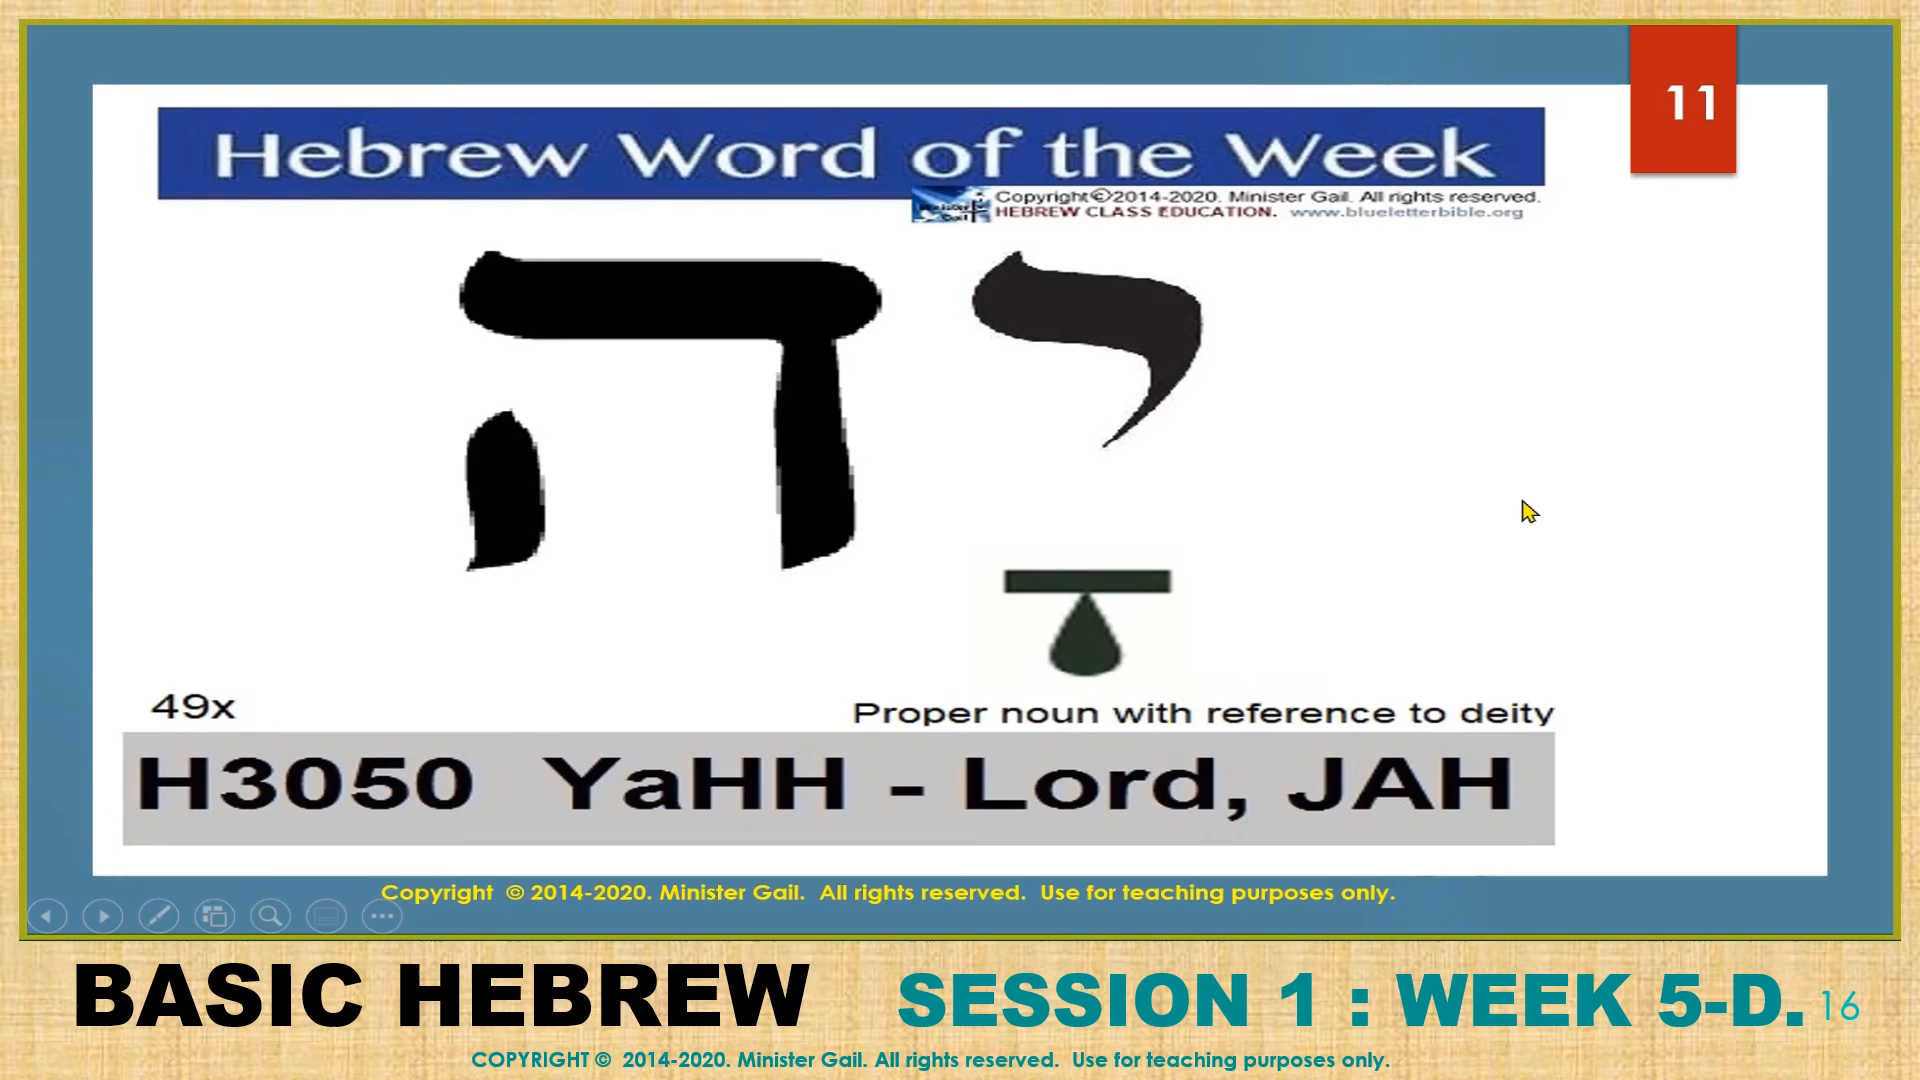 11
Hebrew Word of the Week
Copyright©2014-2020. Minister Gail. All rights reserved.
HEBREW CLASS EDUCATION. www.blueletterbible.org
יָה
49x
Proper noun with reference to deity
H3050 YaHH - Lord, JAH
Copyright © 2014-2020. Minister Gail. All rights reserved. Use for teaching purposes only.
BASIC HEBREW SESSION 1 : WEEK 5-D. 16
COPYRIGHT © 2014-2020. Minister Gail. All rights reserved. Use for teaching purposes only.